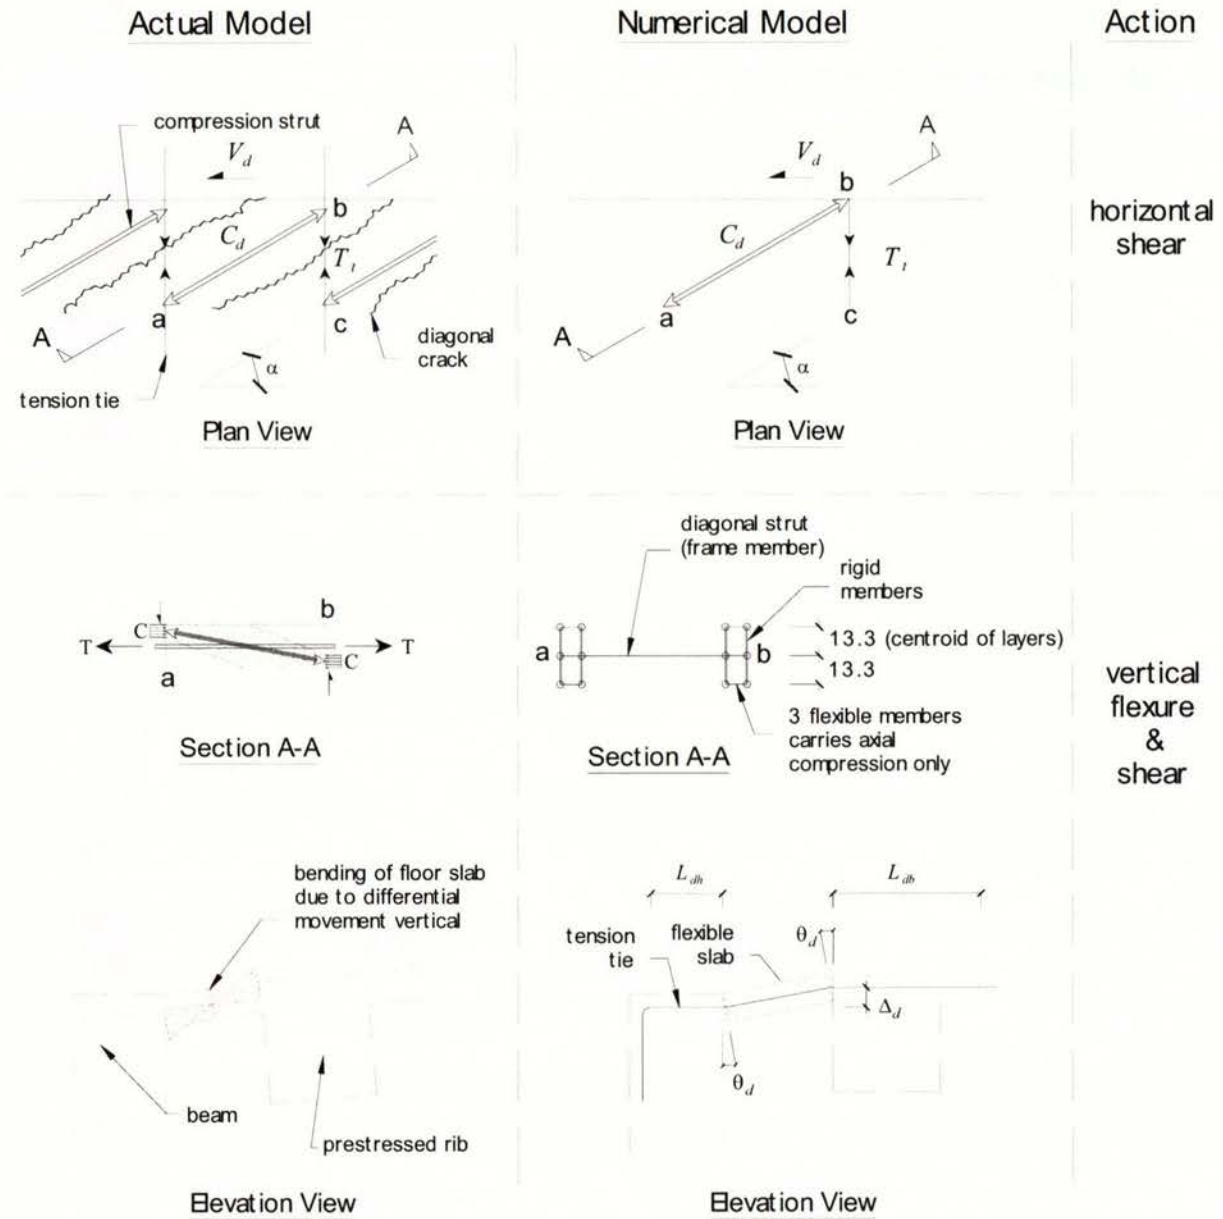 Actual Model
Numerical Model
Action
compression strut
A
V_d
b
C_d
T_t
a
c
A
diagonal
crack
α
tension tie
Plan View
A
V_d
b
C_d
T_t
a
c
A
α
Plan View
horizontal
shear
b
C
T
T
C
a
Section A-A
diagonal strut
(frame member)
rigid
members
a
b
13.3 (centroid of layers)
13.3
3 flexible members
carries axial
compression only
Section A-A
vertical
flexure
&
shear
bending of floor slab
due to differential
movement vertical
beam
prestressed rib
Elevation View
L_dh
L_db
tension
tie
flexible
slab
θ_d
Δ_d
θ_d
Elevation View